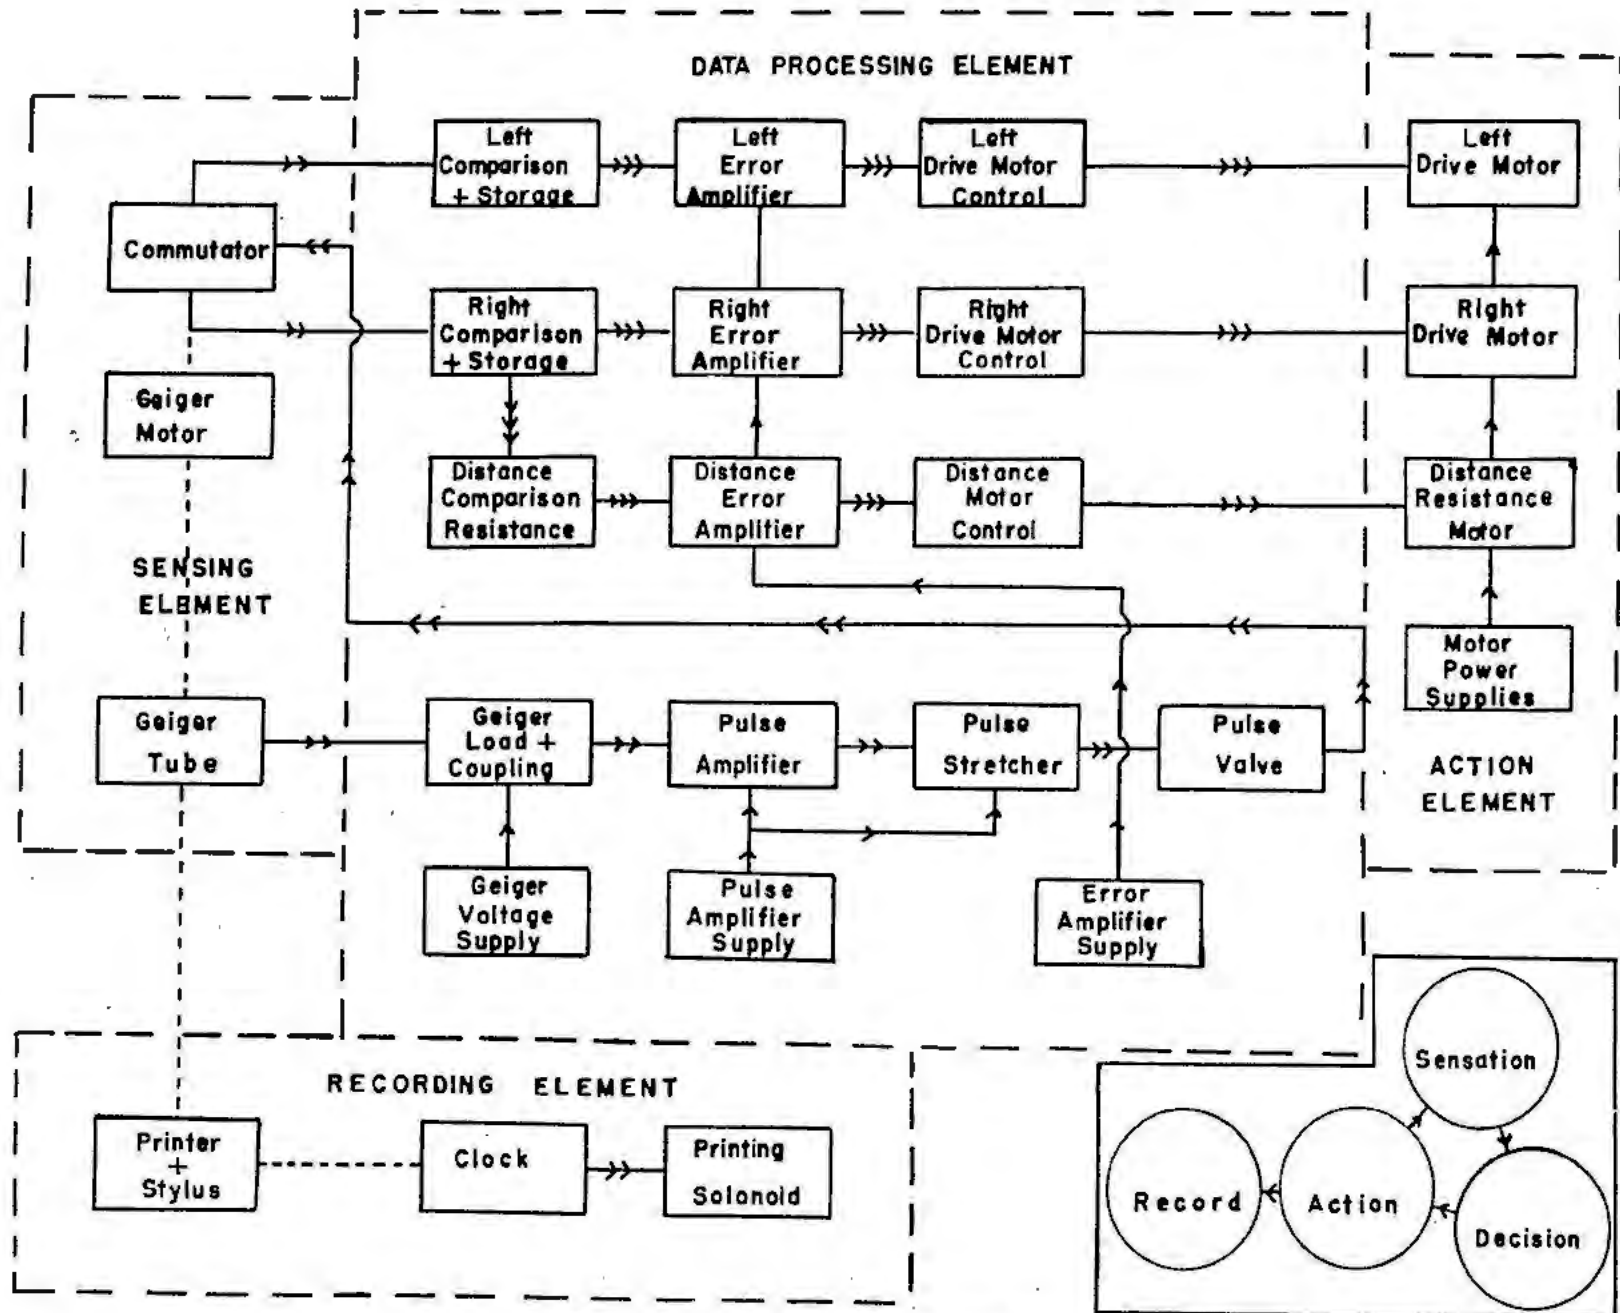 DATA PROCESSING ELEMENT
Left
Comparison
+ Storage
Left
Error
Amplifier
Left
Drive Motor
Control
Left
Drive Motor
Commutator
Right
Comparison
+ Storage
Right
Error
Amplifier
Right
Drive Motor
Control
Right
Drive Motor
Geiger
Motor
Distance
Comparison
Resistance
Distance
Error
Amplifier
Distance
Motor
Control
Distance
Resistance
Motor
SENSING
ELEMENT
Motor
Power
Supplies
Geiger
Tube
Geiger
Load +
Coupling
Pulse
Amplifier
Pulse
Stretcher
Pulse
Valve
ACTION
ELEMENT
Geiger
Voltage
Supply
Pulse
Amplifier
Supply
Error
Amplifier
Supply
RECORDING ELEMENT
Printer
+
Stylus
Clock
Printing
Solonoid
Sensation
Record
Action
Decision